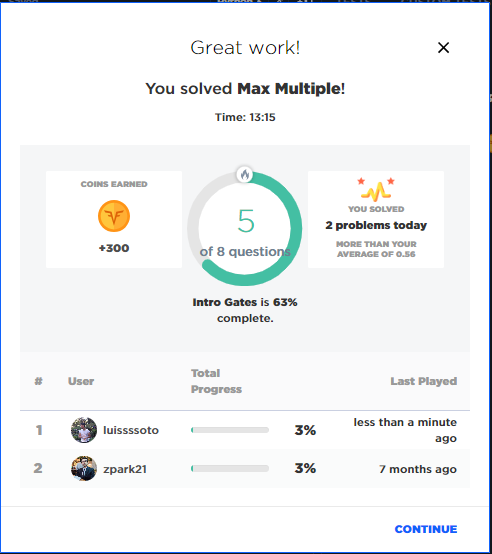 Great work!
You solved Max Multiple!
Time: 13:15
COINS EARNED
+300
5
of 8 questions
YOU SOLVED
2 problems today
MORE THAN YOUR
AVERAGE OF 0.56
Intro Gates is 63%
complete.
# User Total Progress Last Played
1 luissssoto 3% less than a minute ago
2 zpark21 3% 7 months ago
CONTINUE